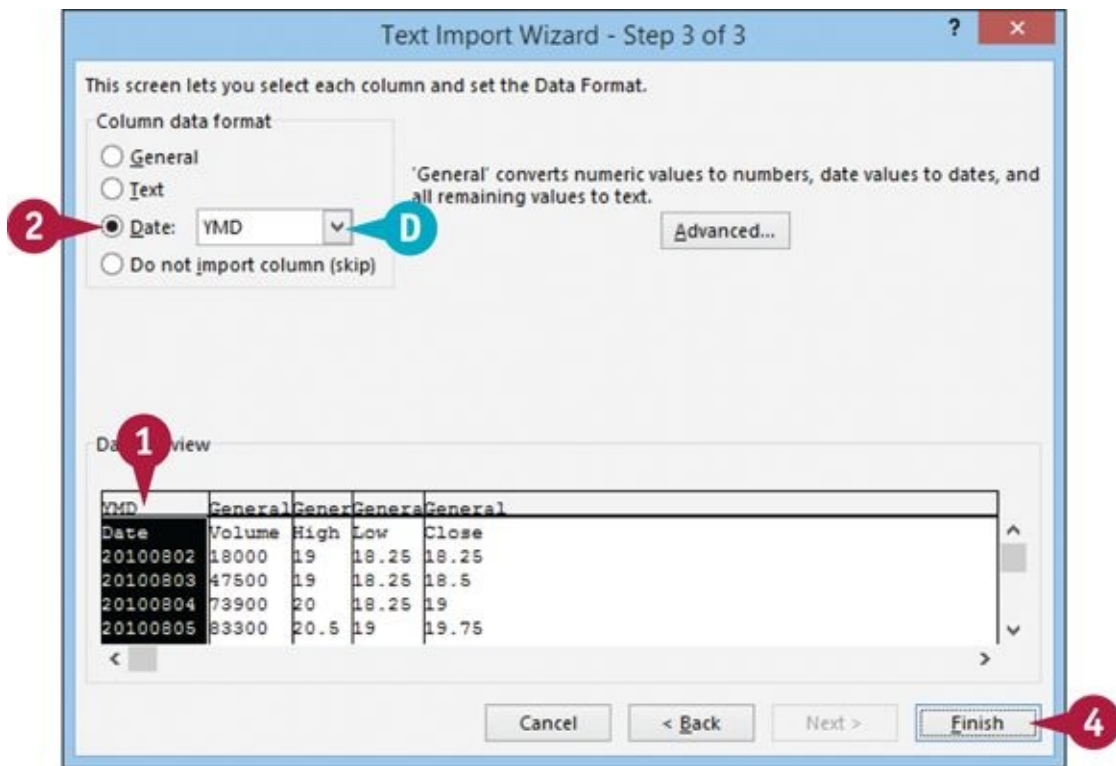 Text Import Wizard - Step 3 of 3
?
This screen lets you select each column and set the Data Format.
Column data format
General
Text
2
Date: YMD
D
Do not import column (skip)
'General' converts numeric values to numbers, date values to dates, and
all remaining values to text.
Advanced...
1
view
YMD General Gener Genera General
Date Volume High Low Close
20100802 18000 19 18.25 18.25
20100803 47500 19 18.25 18.5
20100804 73900 20 18.25 19
20100805 83300 20.5 19 19.75
Cancel < Back Next > Finish
4